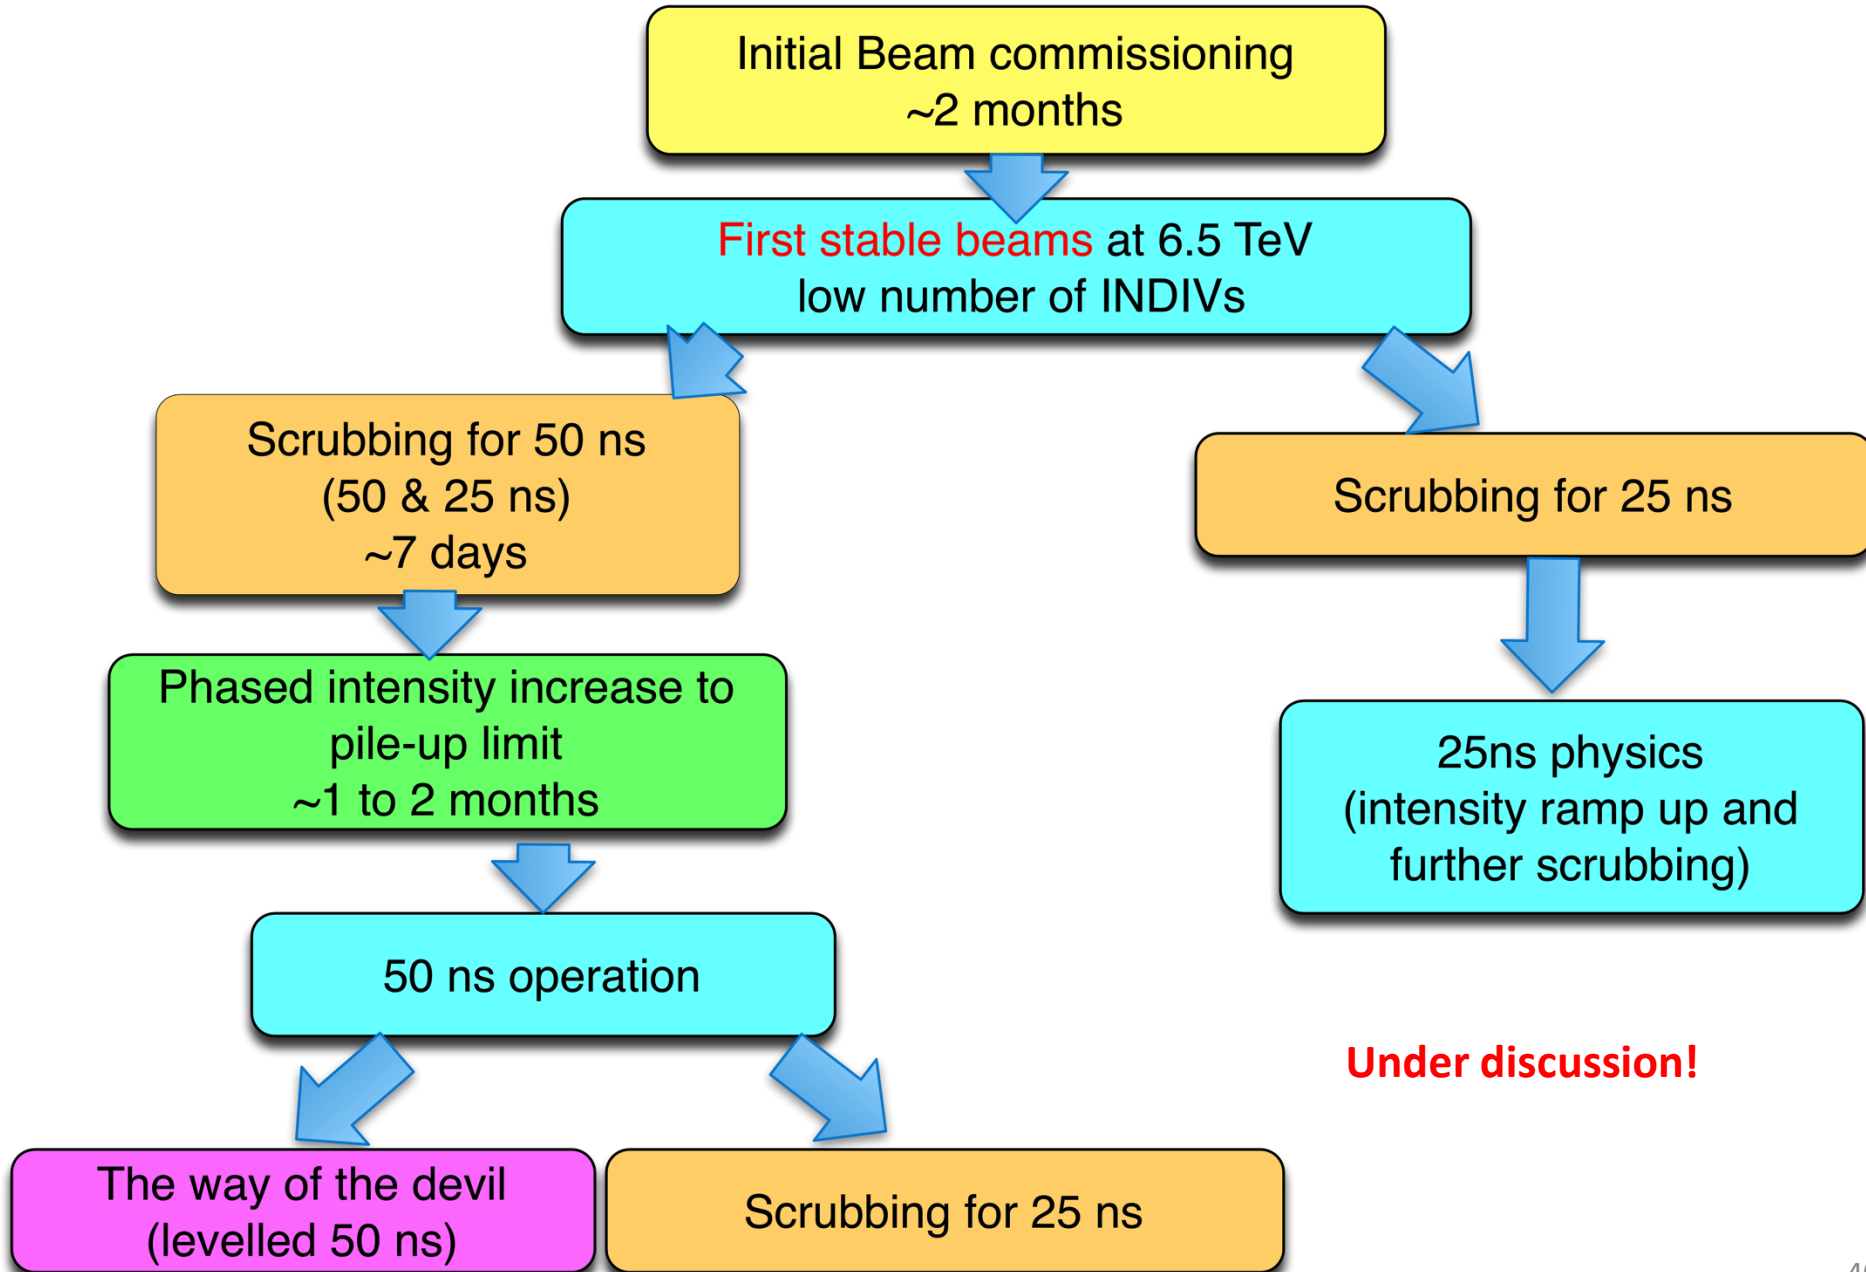 Initial Beam commissioning
~2 months
First stable beams at 6.5 TeV
low number of INDIVs
Scrubbing for 50 ns
(50 & 25 ns)
~7 days
Scrubbing for 25 ns
Phased intensity increase to
pile-up limit
~1 to 2 months
25ns physics
(intensity ramp up and
further scrubbing)
50 ns operation
Under discussion!
The way of the devil
(levelled 50 ns)
Scrubbing for 25 ns